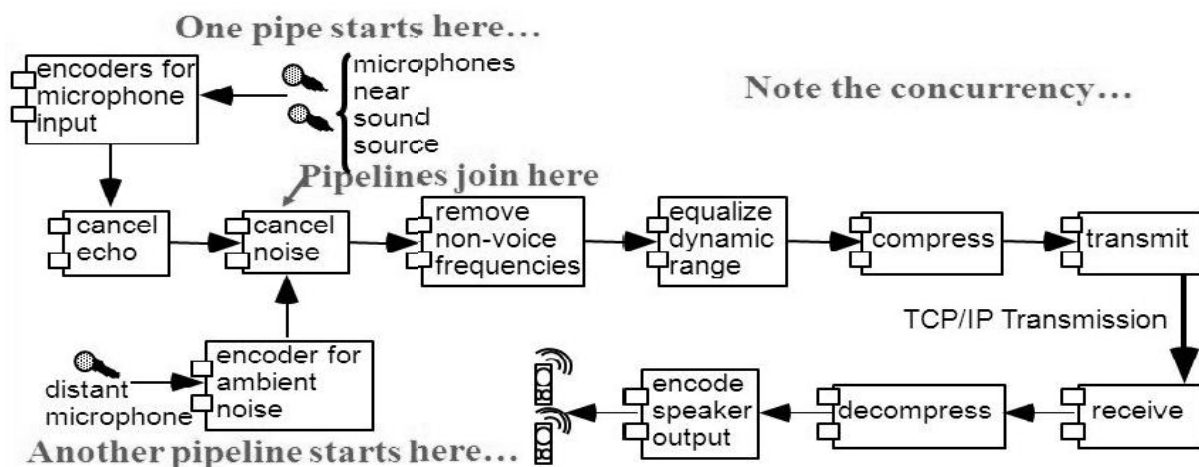 One pipe starts here...
encoders for
microphone
input
microphones
near
sound
source
Note the concurrency...
Pipelines join here
cancel
echo
cancel
noise
remove
non-voice
frequencies
equalize
dynamic
range
compress
transmit
TCP/IP Transmission
distant
microphone
encoder for
ambient
noise
encode
speaker
output
decompress
receive
Another pipeline starts here...